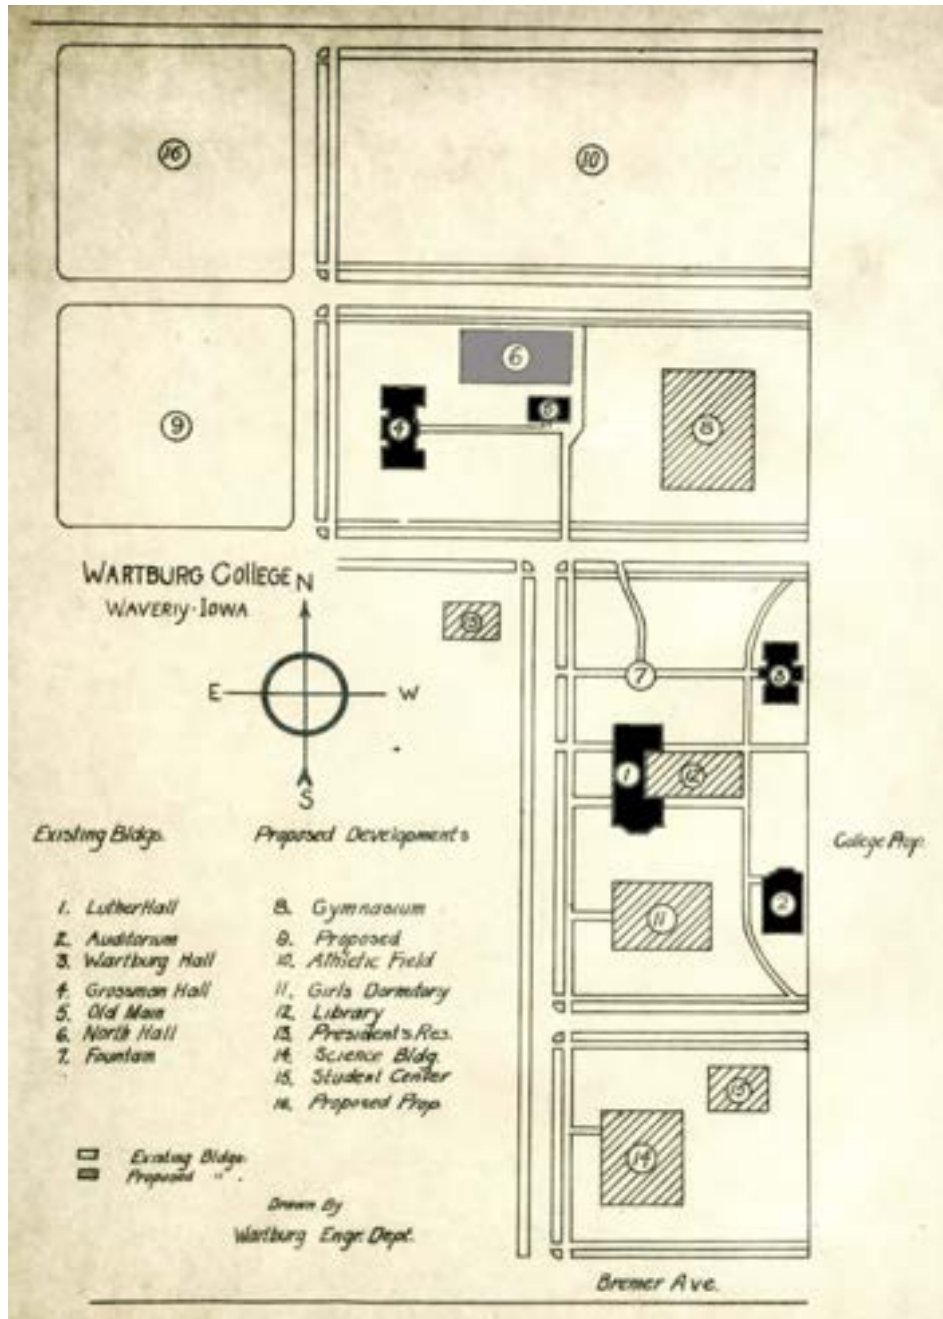 16
10
6
4
8
9
WARTBURG COllEGE
WAVERlY-IOWA
N
E
W
S
7
3
1
12
11
2
14
Existing Bldgs.
Proposed Developments
College Prop.
1. Luther Hall
2. Auditorium
3. Wartburg Hall
4. Grossman Hall
5. Old Main
6. North Hall
7. Fountain
8. Gymnasium
9. Proposed
10. Athletic Field
11. Girls Dormitory
12. Library
13. President's Res.
14. Science Bldg.
15. Student Center
16. Proposed Prop.
Existing Bldgs.
Proposed " .
Drawn By
Wartburg Engr. Dept.
Bremer Ave.